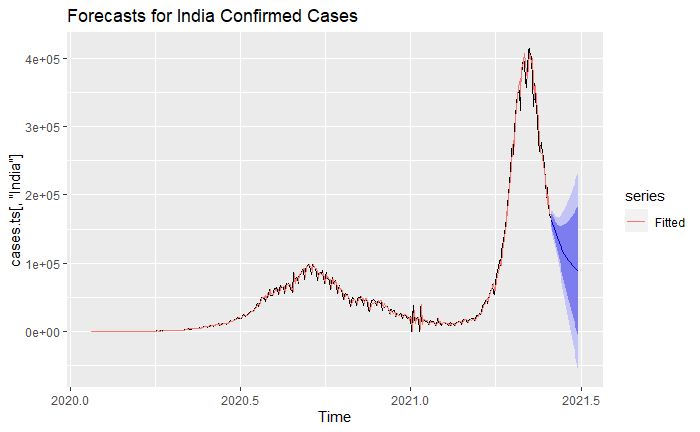 Forecasts for India Confirmed Cases
cases.ts[, "India"]
4e+05
3e+05
2e+05
1e+05
0e+00
2020.0
2020.5
2021.0
2021.5
Time
series
Fitted